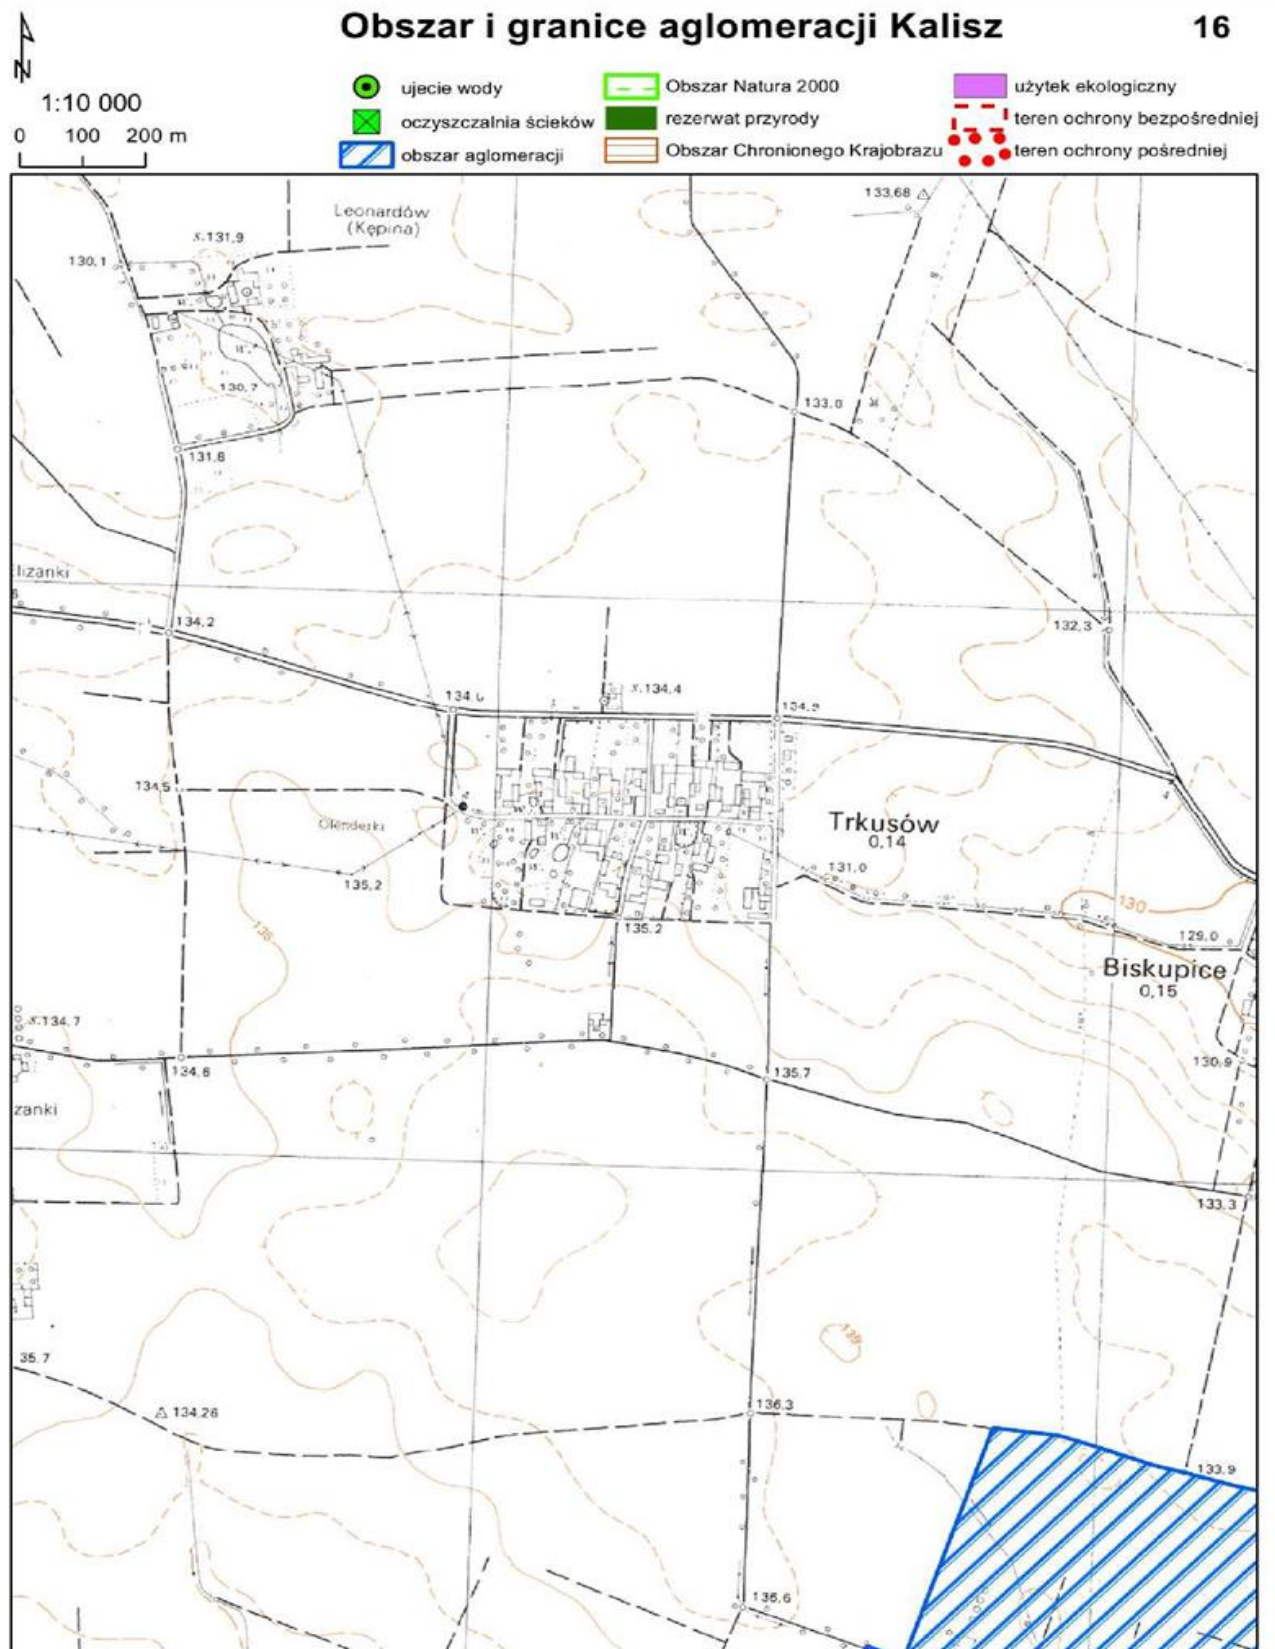 Obszar i granice aglomeracji Kalisz
16
N
1:10 000
0 100 200 m
ujecie wody
oczyszczalnia ścieków
obszar aglomeracji
Obszar Natura 2000
rezerwat przyrody
Obszar Chronionego Krajobrazu
użytek ekologiczny
teren ochrony bezpośredniej
teren ochrony pośredniej
133,68
Leonardów
(Kępina)
s.131,9
130,1
130,7
133,0
131,8
lizanki
134,2
132,3
s.134,4
134,5
Trkusów
0,14
131,0
135,2
130
135,2
129,0
135
Biskupice
0,15
s.134,7
134,6
135,7
130,9
zanki
133,3
35,7
134,26
136,3
133,9